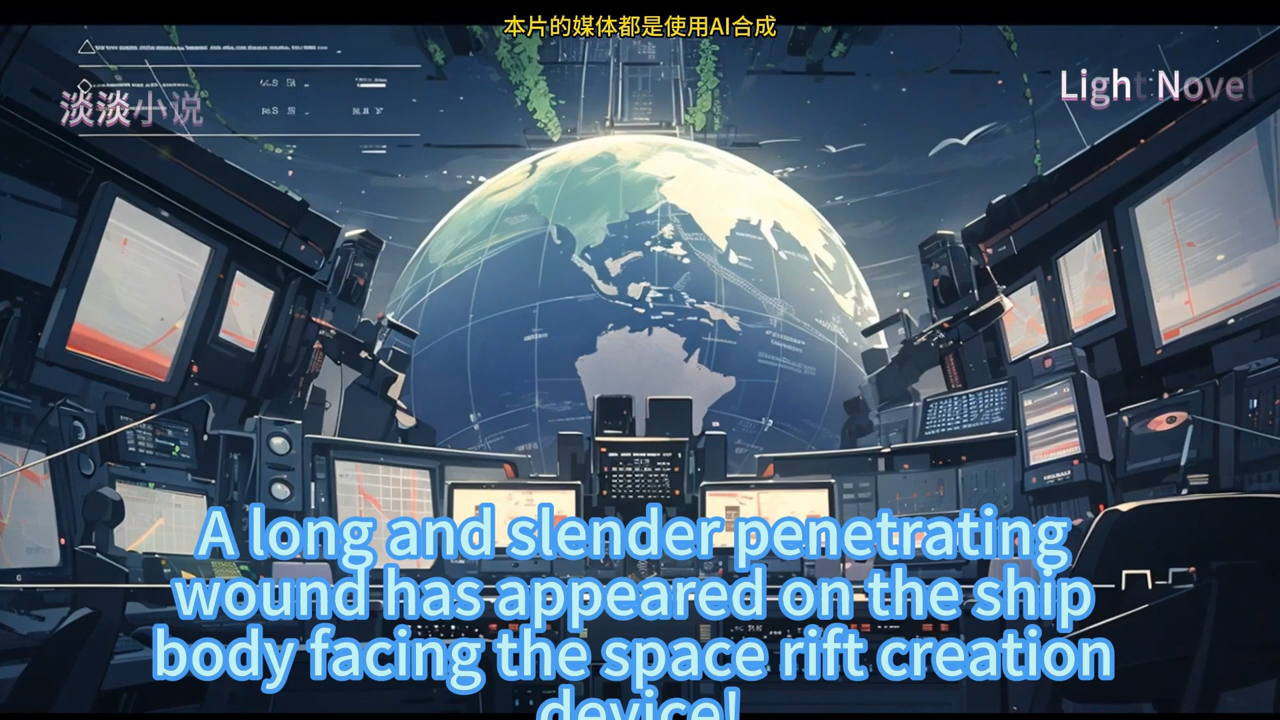 本片的媒体都是使用AI合成
淡淡小说
Light Novel
A long and slender penetrating
wound has appeared on the ship
body facing the space rift creation
device!